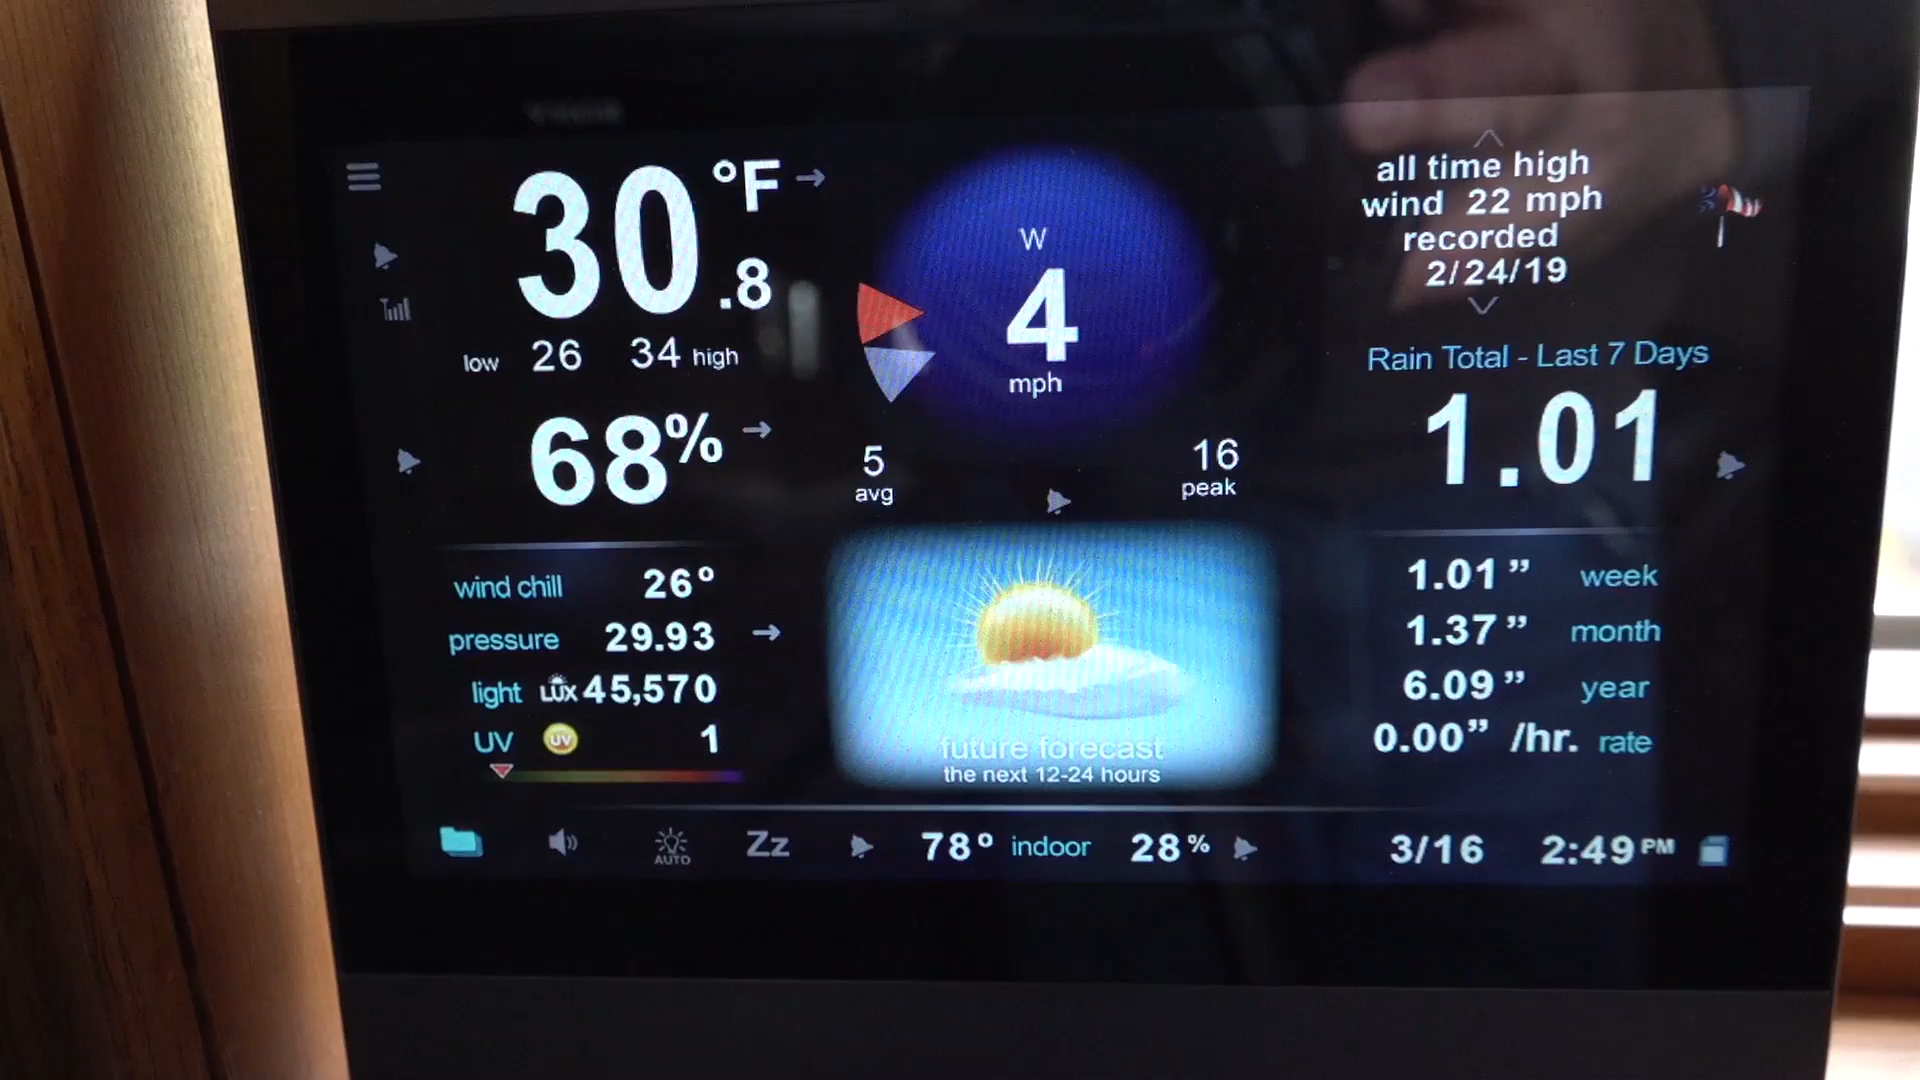 30.8 °F
low 26 34 high
68%
wind chill 26°
pressure 29.93
light LUX 45,570
UV UV 1
W
4
mph
5 avg
16 peak
future forecast
the next 12-24 hours
all time high
wind 22 mph
recorded
2/24/19
Rain Total - Last 7 Days
1.01
1.01” week
1.37” month
6.09” year
0.00” /hr. rate
AUTO
Zz
78° indoor 28%
3/16 2:49 PM